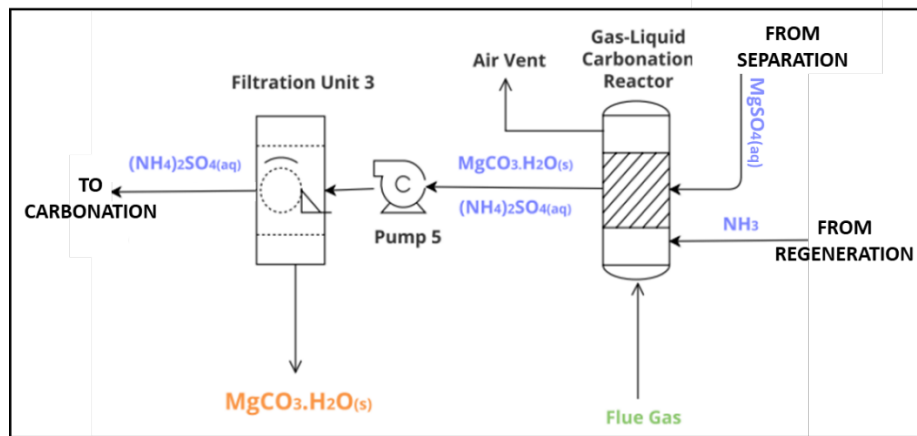 FROM
SEPARATION
Gas-Liquid
Carbonation
Reactor
Air Vent
Filtration Unit 3
MgSO4(aq)
(NH4)2SO4(aq)
MgCO3.H2O(s)
TO
CARBONATION
C
(NH4)2SO4(aq)
Pump 5
NH3
FROM
REGENERATION
MgCO3.H2O(s)
Flue Gas